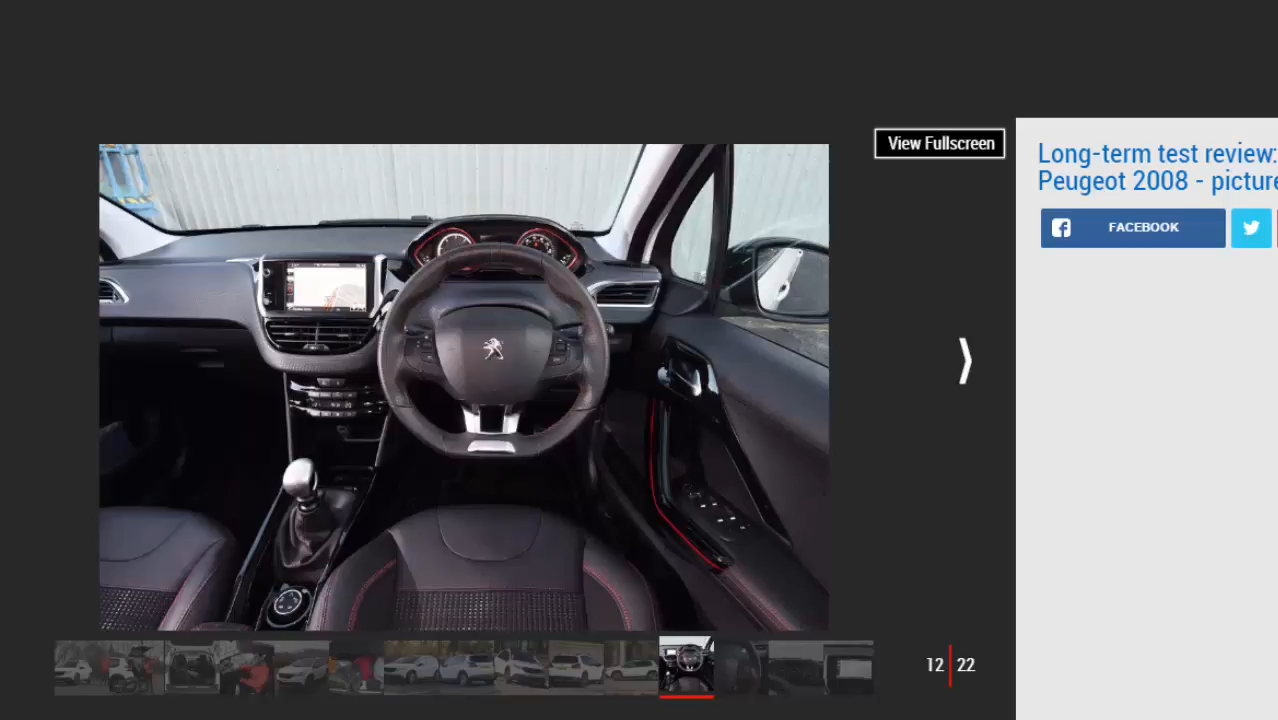 View Fullscreen
Long-term test review:
Peugeot 2008 - picture
FACEBOOK
12 22